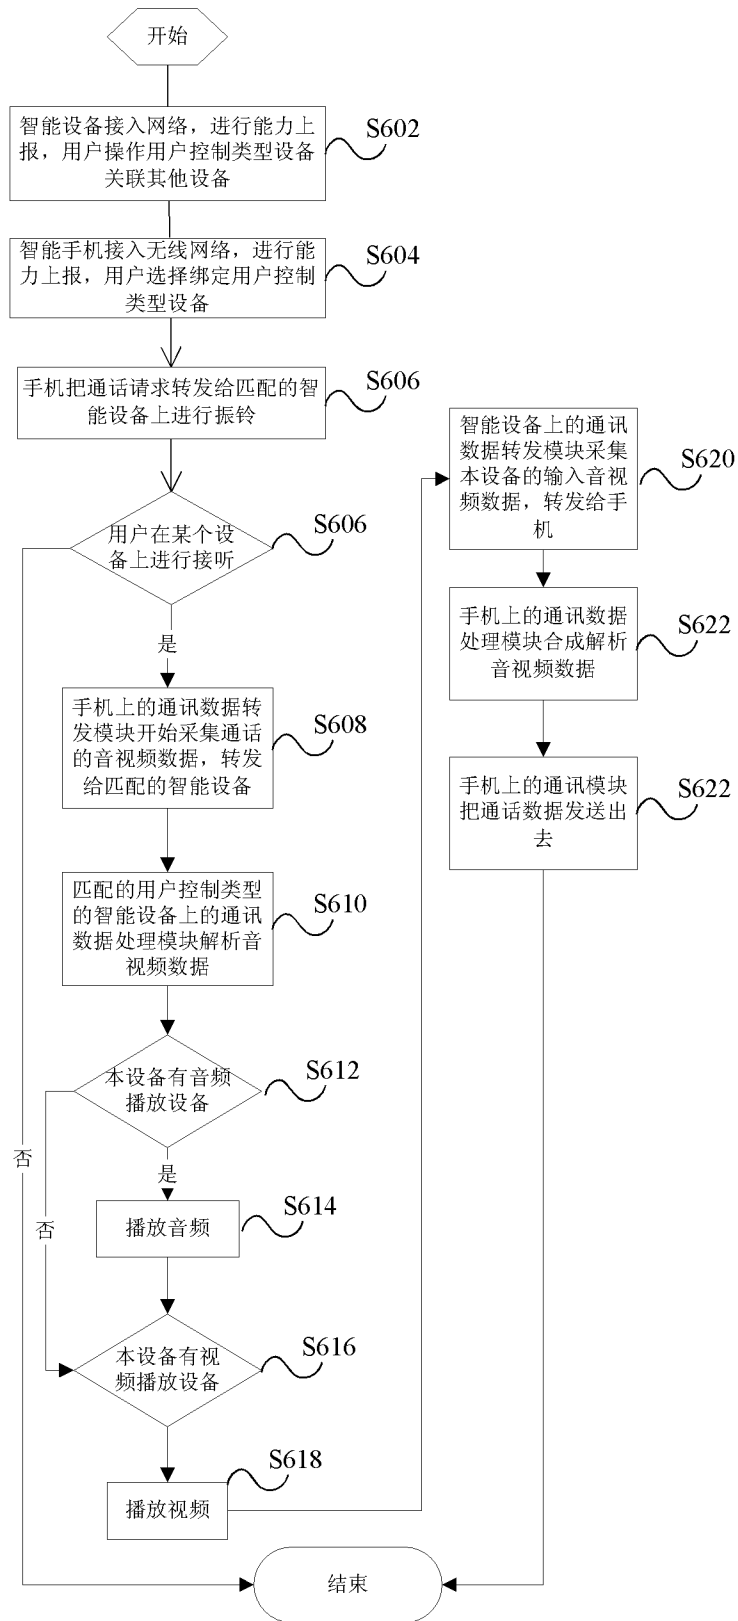 开始
智能设备接入网络，进行能力上
报，用户操作用户控制类型设备
关联其他设备
S602
智能手机接入无线网络，进行能
力上报，用户选择绑定用户控制
类型设备
S604
手机把通话请求转发给匹配的智
能设备上进行振铃
S606
用户在某个设
备上进行接听
S606
是
手机上的通讯数据转
发模块开始采集通话
的音视频数据，转发
给匹配的智能设备
S608
匹配的用户控制类型
的智能设备上的通讯
数据处理模块解析音
视频数据
S610
本设备有音频
播放设备
S612
否
是
否
播放音频
S614
本设备有视
频播放设备
S616
播放视频
S618
智能设备上的通讯
数据转发模块采集
本设备的输入音视
频数据，转发给手
机
S620
手机上的通讯数据
处理模块合成解析
音视频数据
S622
手机上的通讯模块
把通话数据发送出
去
S622
结束